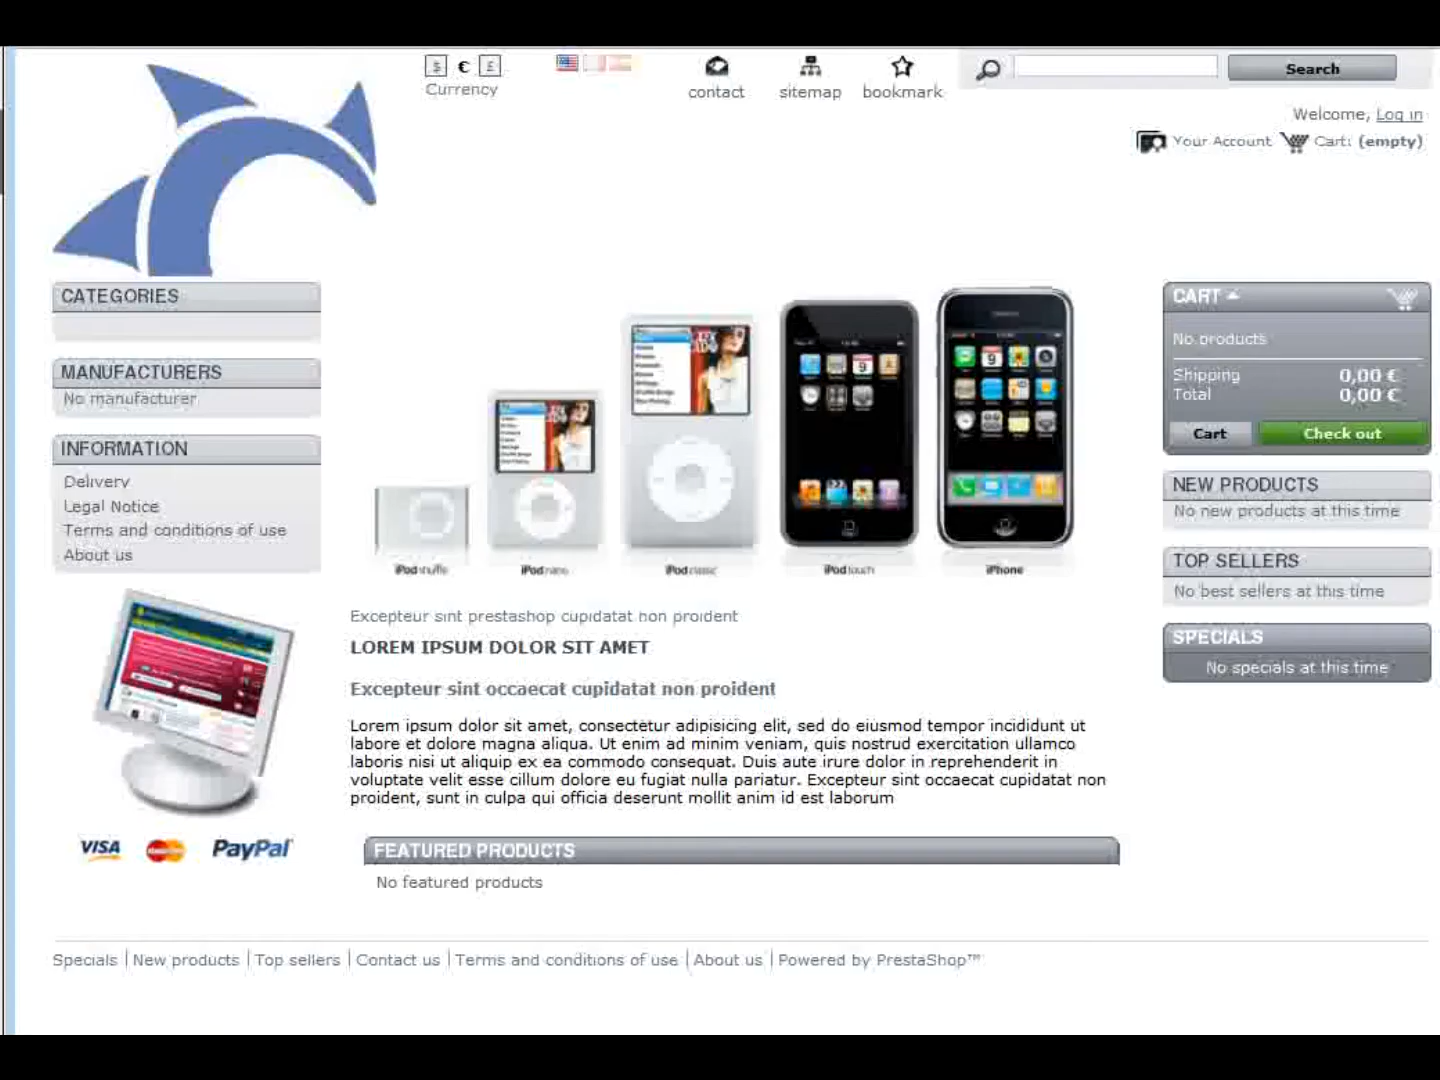 $ € £
Currency
contact
sitemap
bookmark
Search
Welcome, Log in
Your Account
Cart: (empty)
CATEGORIES
MANUFACTURERS
No manufacturer
INFORMATION
Delivery
Legal Notice
Terms and conditions of use
About us
VISA
PayPal
iPod shuffle
iPod nano
iPod classic
iPod touch
iPhone
Excepteur sint prestashop cupidatat non proident
LOREM IPSUM DOLOR SIT AMET
Excepteur sint occaecat cupidatat non proident
Lorem ipsum dolor sit amet, consectetur adipisicing elit, sed do eiusmod tempor incididunt ut
labore et dolore magna aliqua. Ut enim ad minim veniam, quis nostrud exercitation ullamco
laboris nisi ut aliquip ex ea commodo consequat. Duis aute irure dolor in reprehenderit in
voluptate velit esse cillum dolore eu fugiat nulla pariatur. Excepteur sint occaecat cupidatat non
proident, sunt in culpa qui officia deserunt mollit anim id est laborum
FEATURED PRODUCTS
No featured products
CART
No products
Shipping 0,00 €
Total 0,00 €
Cart
Check out
NEW PRODUCTS
No new products at this time
TOP SELLERS
No best sellers at this time
SPECIALS
No specials at this time
Specials | New products | Top sellers | Contact us | Terms and conditions of use | About us | Powered by PrestaShop™